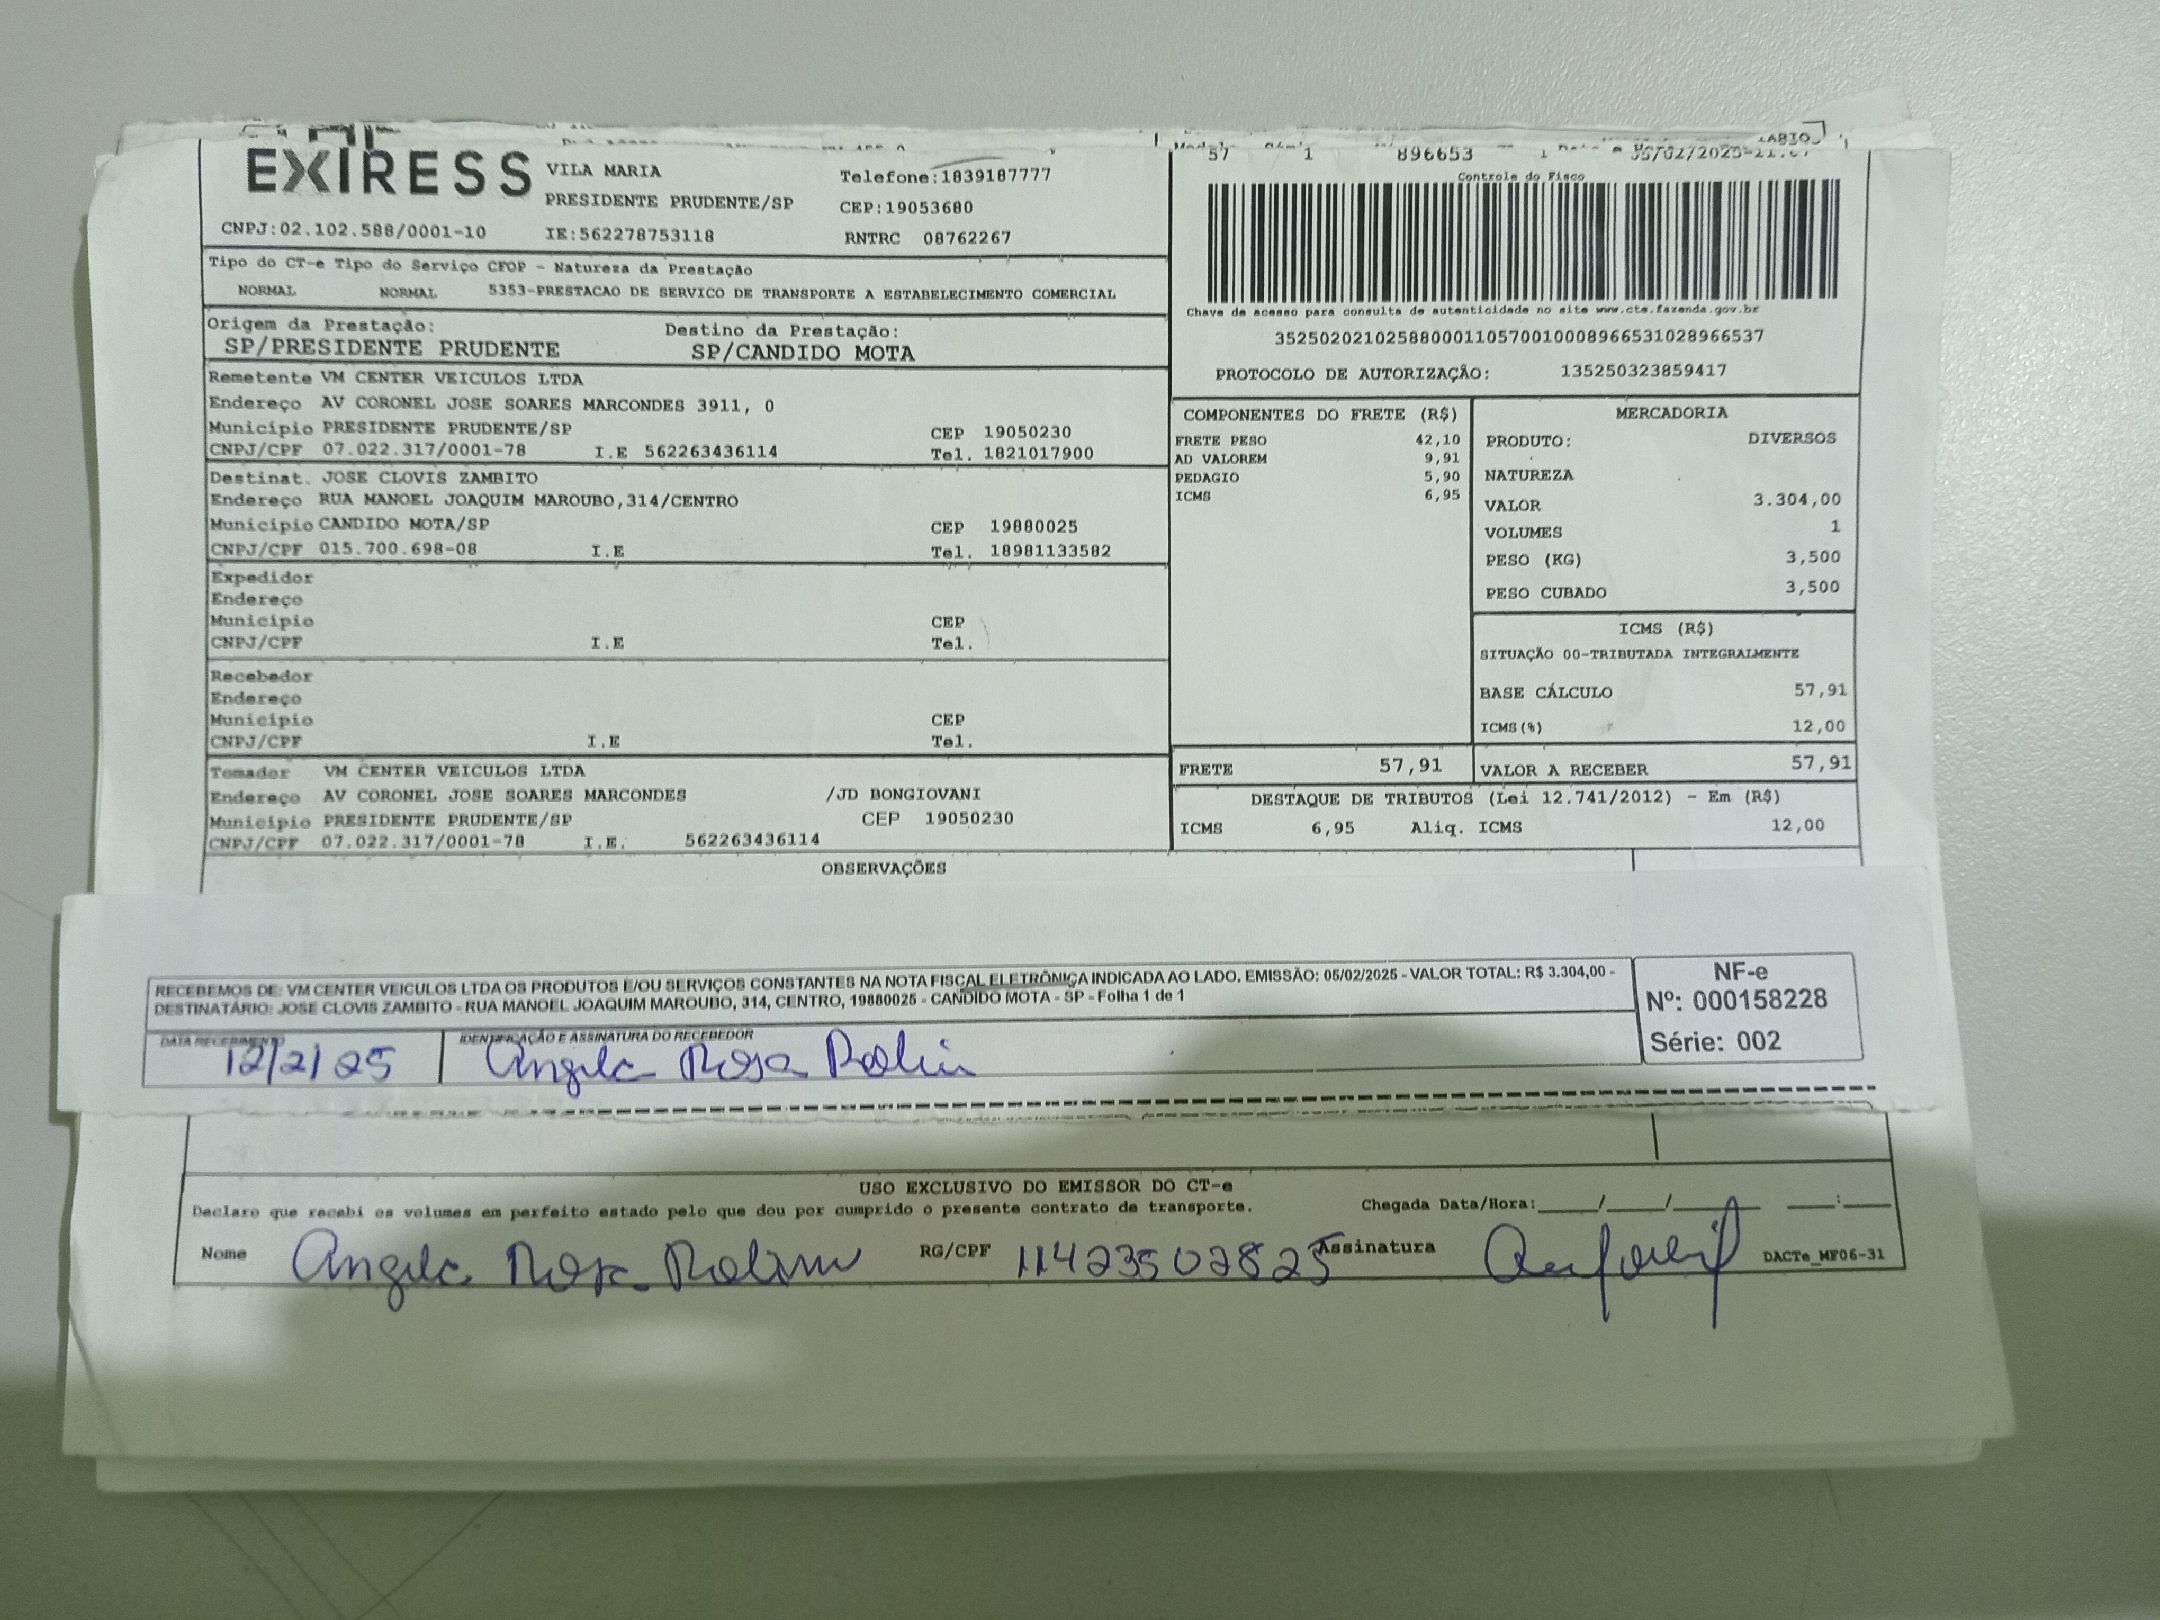 57 1 896653 1
EXPRESS
VILA MARIA
Telefone:1839187777
PRESIDENTE PRUDENTE/SP
CEP:19053680
CNPJ:02.102.588/0001-10 IE:562278753118 RNTRC 08762267
Controle do Fisco
Chave de acesso para consulta de autenticidade no site www.cte.fazenda.gov.br
35250202102588000110570010008966531028966537
PROTOCOLO DE AUTORIZAÇÃO: 135250323859417
Tipo do CT-e Tipo do Serviço CFOP - Natureza da Prestação
NORMAL NORMAL 5353-PRESTACAO DE SERVICO DE TRANSPORTE A ESTABELECIMENTO COMERCIAL
Origem da Prestação: Destino da Prestação:
SP/PRESIDENTE PRUDENTE SP/CANDIDO MOTA
Remetente VM CENTER VEICULOS LTDA
Endereço AV CORONEL JOSE SOARES MARCONDES 3911, 0
Município PRESIDENTE PRUDENTE/SP CEP 19050230
CNPJ/CPF 07.022.317/0001-78 I.E 562263436114 Tel. 1821017900
Destinat. JOSE CLOVIS ZAMBITO
Endereço RUA MANOEL JOAQUIM MAROUBO,314/CENTRO
Município CANDIDO MOTA/SP CEP 19880025
CNPJ/CPF 015.700.698-08 I.E Tel. 18981133582
Expedidor
Endereço
Município CEP
CNPJ/CPF I.E Tel.
Recebedor
Endereço
Município CEP
CNPJ/CPF I.E Tel.
Tomador VM CENTER VEICULOS LTDA
Endereço AV CORONEL JOSE SOARES MARCONDES /JD BONGIOVANI
Município PRESIDENTE PRUDENTE/SP CEP 19050230
CNPJ/CPF 07.022.317/0001-78 I.E. 562263436114
COMPONENTES DO FRETE (R$)
FRETE PESO 42,10
AD VALOREM 9,91
PEDAGIO 5,90
ICMS 6,95
MERCADORIA
PRODUTO: DIVERSOS
NATUREZA
VALOR 3.304,00
VOLUMES 1
PESO (KG) 3,500
PESO CUBADO 3,500
ICMS (R$)
SITUAÇÃO 00-TRIBUTADA INTEGRALMENTE
BASE CÁLCULO 57,91
ICMS(%) 12,00
FRETE 57,91 VALOR A RECEBER 57,91
DESTAQUE DE TRIBUTOS (Lei 12.741/2012) - Em (R$)
ICMS 6,95 Aliq. ICMS 12,00
OBSERVAÇÕES
RECEBEMOS DE: VM CENTER VEICULOS LTDA OS PRODUTOS E/OU SERVIÇOS CONSTANTES NA NOTA FISCAL ELETRÔNICA INDICADA AO LADO. EMISSÃO: 05/02/2025 - VALOR TOTAL: R$ 3.304,00 -
DESTINATÁRIO: JOSE CLOVIS ZAMBITO - RUA MANOEL JOAQUIM MAROUBO, 314, CENTRO, 19880025 - CANDIDO MOTA - SP - Folha 1 de 1
NF-e
Nº: 000158228
Série: 002
DATA RECEBIMENTO IDENTIFICAÇÃO E ASSINATURA DO RECEBEDOR
12/2/25 Angela Rosa
USO EXCLUSIVO DO EMISSOR DO CT-e
Declaro que recebi os volumes em perfeito estado pelo que dou por cumprido o presente contrato de transporte. Chegada Data/Hora:____/____/______ ____:____
Nome Angela Rosa RG/CPF 11423502825 Assinatura DACTe_MF06-31